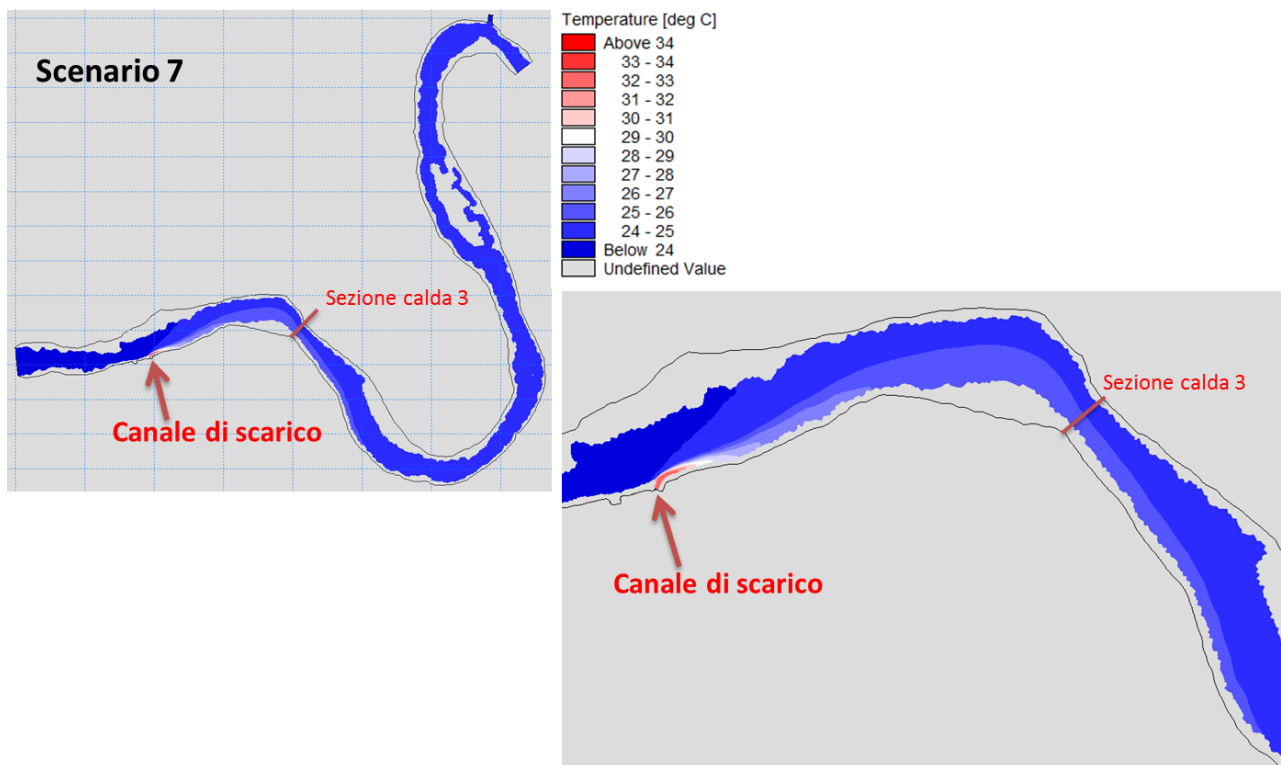 Scenario 7
Sezione calda 3
Canale di scarico
Temperature [deg C]
Above 34
33 - 34
32 - 33
31 - 32
30 - 31
29 - 30
28 - 29
27 - 28
26 - 27
25 - 26
24 - 25
Below 24
Undefined Value
Sezione calda 3
Canale di scarico